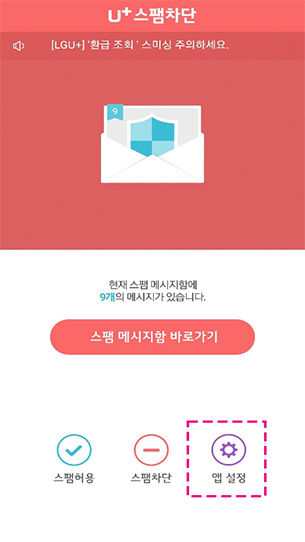 U+스팸차단
[LGU+] '환급 조회 ' 스미싱 주의하세요.
9
현재 스팸 메시지함에
9개의 메시지가 있습니다.
스팸 메시지함 바로가기
스팸허용 스팸차단 앱 설정